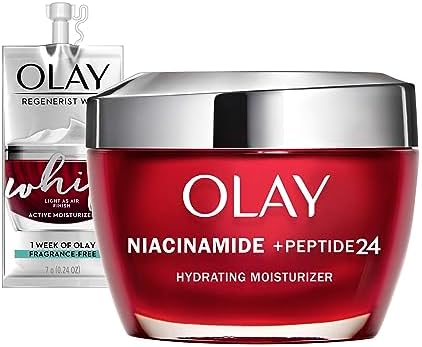 OLAY
REGENERIST W
whi
LIGHT AS AIR
FINISH
ACTIVE MOISTURIZE
1 WEEK OF OLAY
FRAGRANCE-FREE
7 g (0.24 OZ)
OLAY
NIACINAMIDE +PEPTIDE24
HYDRATING MOISTURIZER